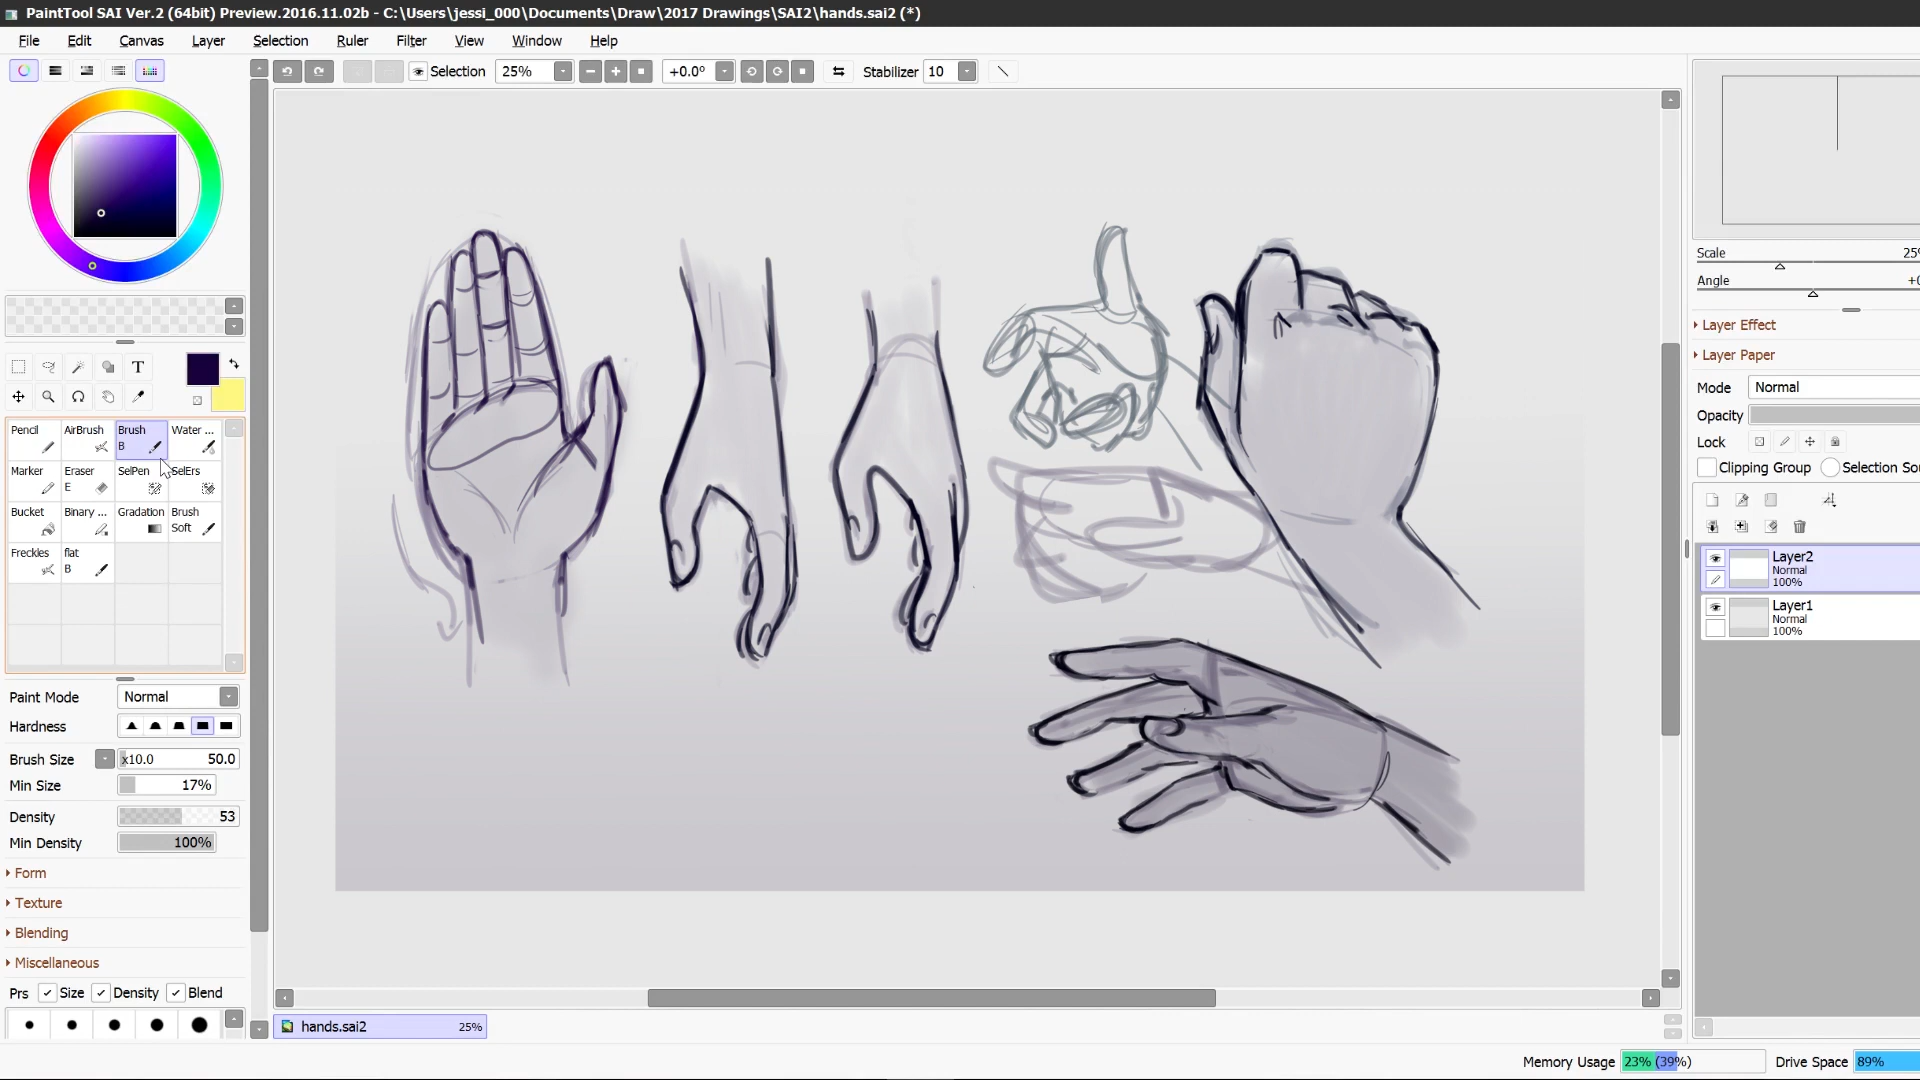 PaintTool SAI Ver.2 (64bit) Preview.2016.11.02b - C:\Users\jessi_000\Documents\Draw\2017 Drawings\SAI2\hands.sai2 (*)
File Edit Canvas Layer Selection Ruler Filter View Window Help
Selection 25% +0.0° Stabilizer 10
Scale 25%
Angle +0
Layer Effect
Layer Paper
Mode Normal
Opacity
Lock
Clipping Group Selection Sou
Layer2
Normal
100%
Layer1
Normal
100%
T
Pencil AirBrush Brush Water ...
B
Marker Eraser SelPen SelErs
E
Bucket Binary ... Gradation Brush
Soft
Freckles flat
B
Paint Mode Normal
Hardness
Brush Size x10.0 50.0
Min Size 17%
Density 53
Min Density 100%
Form
Texture
Blending
Miscellaneous
Prs Size Density Blend
hands.sai2 25%
Memory Usage 23% (39%) Drive Space 89%